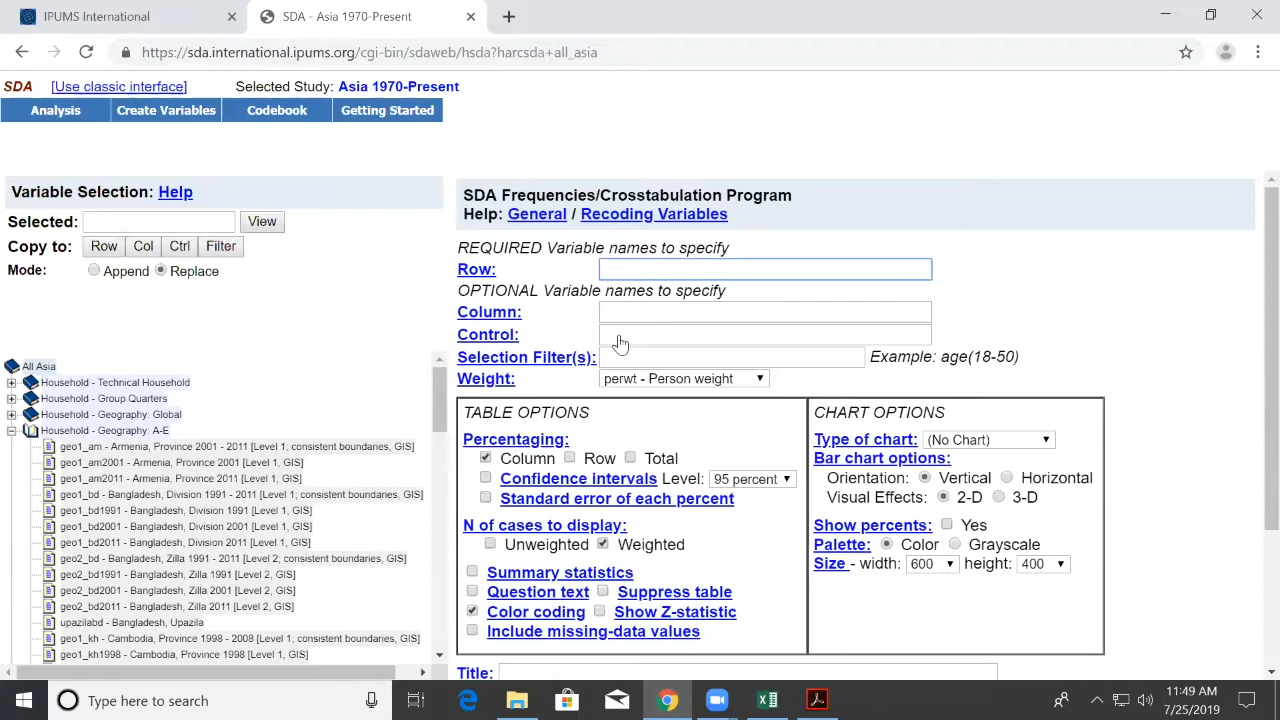 IPUMS International
SDA - Asia 1970-Present
https://sda.international.ipums.org/cgi-bin/sdaweb/hsda?harcsda+all_asia
SDA [Use classic interface] Selected Study: Asia 1970-Present
Analysis Create Variables Codebook Getting Started
Variable Selection: Help
Selected: View
Copy to: Row Col Ctrl Filter
Mode: Append Replace
All Asia
Household - Technical Household
Household - Group Quarters
Household - Geography: Global
Household - Geography: A-E
geo1_am - Armenia, Province 2001 - 2011 [Level 1; consistent boundaries, GIS]
geo1_am2001 - Armenia, Province 2001 [Level 1, GIS]
geo1_am2011 - Armenia, Province 2011 [Level 1, GIS]
geo1_bd - Bangladesh, Division 1991 - 2011 [Level 1; consistent boundaries, GIS]
geo1_bd1991 - Bangladesh, Division 1991 [Level 1, GIS]
geo1_bd2001 - Bangladesh, Division 2001 [Level 1, GIS]
geo1_bd2011 - Bangladesh, Division 2011 [Level 1, GIS]
geo2_bd - Bangladesh, Zilla 1991 - 2011 [Level 2; consistent boundaries, GIS]
geo2_bd1991 - Bangladesh, Zilla 1991 [Level 2, GIS]
geo2_bd2001 - Bangladesh, Zilla 2001 [Level 2, GIS]
geo2_bd2011 - Bangladesh, Zilla 2011 [Level 2, GIS]
upazilabd - Bangladesh, Upazila
geo1_kh - Cambodia, Province 1998 - 2008 [Level 1; consistent boundaries, GIS]
geo1_kh1998 - Cambodia, Province 1998 [Level 1, GIS]
SDA Frequencies/Crosstabulation Program
Help: General / Recoding Variables
REQUIRED Variable names to specify
Row:
OPTIONAL Variable names to specify
Column:
Control:
Selection Filter(s): Example: age(18-50)
Weight: perwt - Person weight
TABLE OPTIONS
Percentaging:
Column Row Total
Confidence intervals Level: 95 percent
Standard error of each percent
N of cases to display:
Unweighted Weighted
Summary statistics
Question text Suppress table
Color coding Show Z-statistic
Include missing-data values
CHART OPTIONS
Type of chart: (No Chart)
Bar chart options:
Orientation: Vertical Horizontal
Visual Effects: 2-D 3-D
Show percents: Yes
Palette: Color Grayscale
Size - width: 600 height: 400
Title:
Type here to search
11:49 AM
7/25/2019